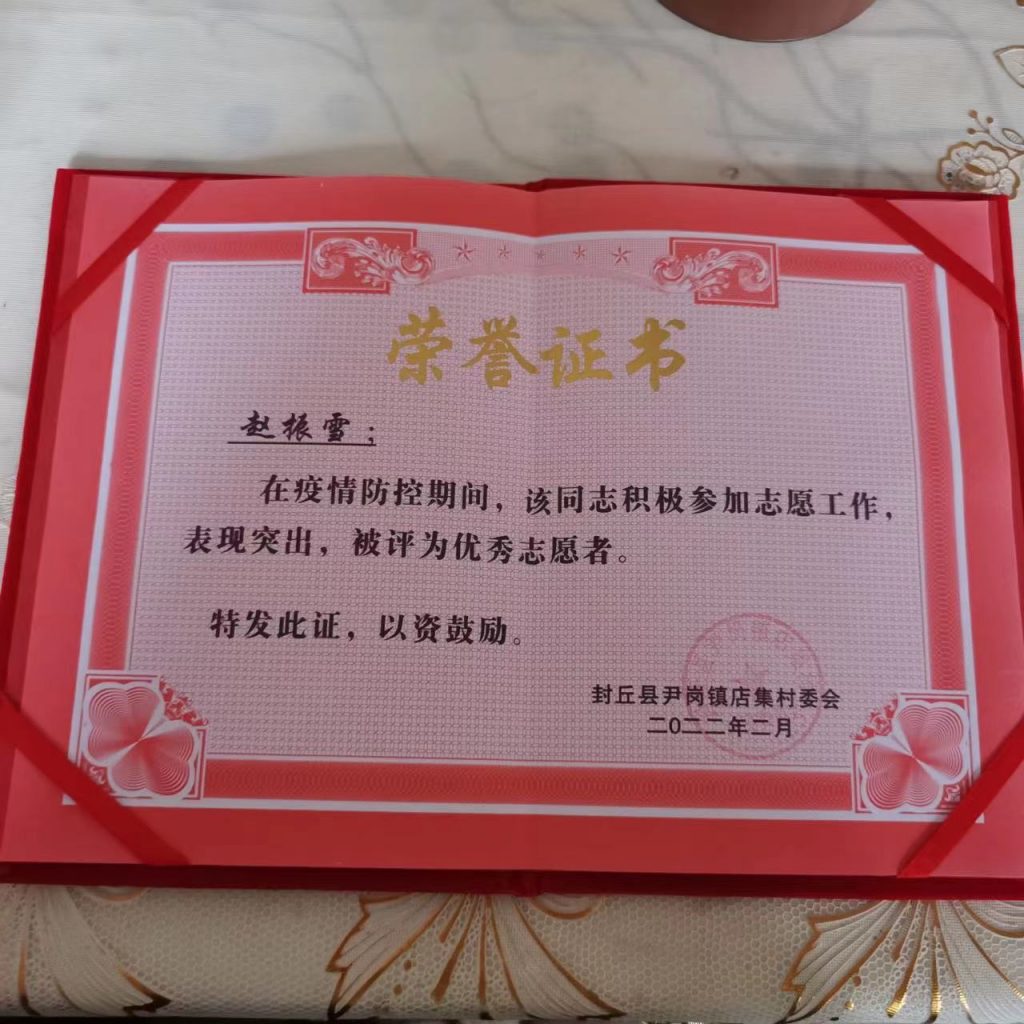 荣誉证书
赵振雪；
在疫情防控期间，该同志积极参加志愿工作，
表现突出，被评为优秀志愿者。
特发此证，以资鼓励。
封丘县尹岗镇店集村委会
二〇二二年二月